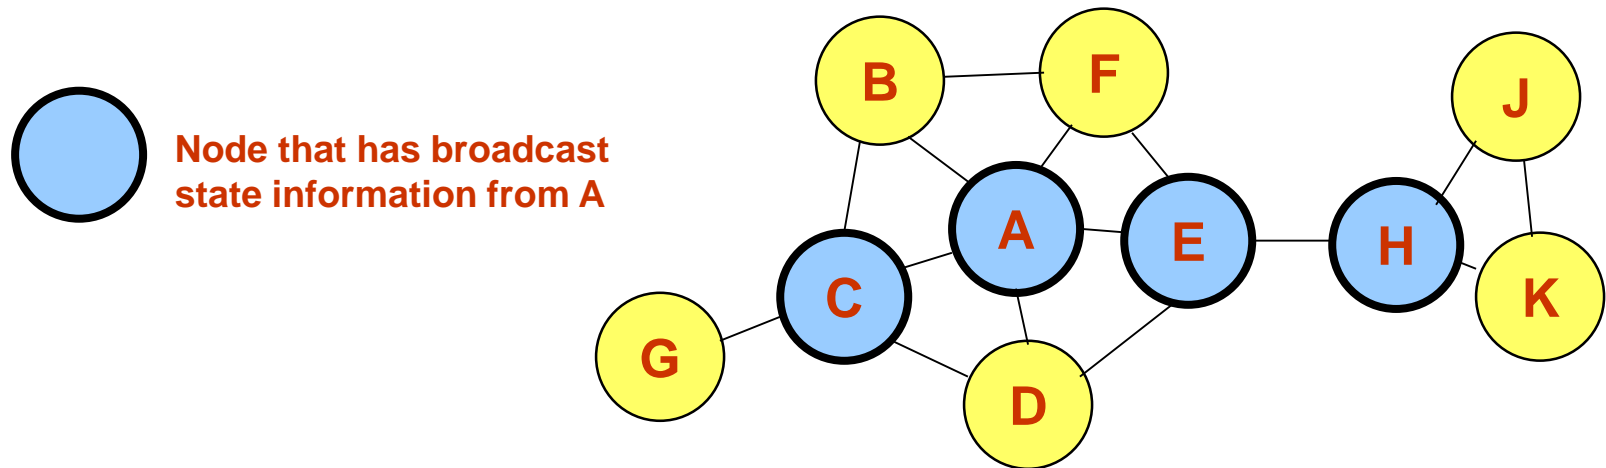 Node that has broadcast
state information from A
B
F
J
A
E
H
C
K
G
D